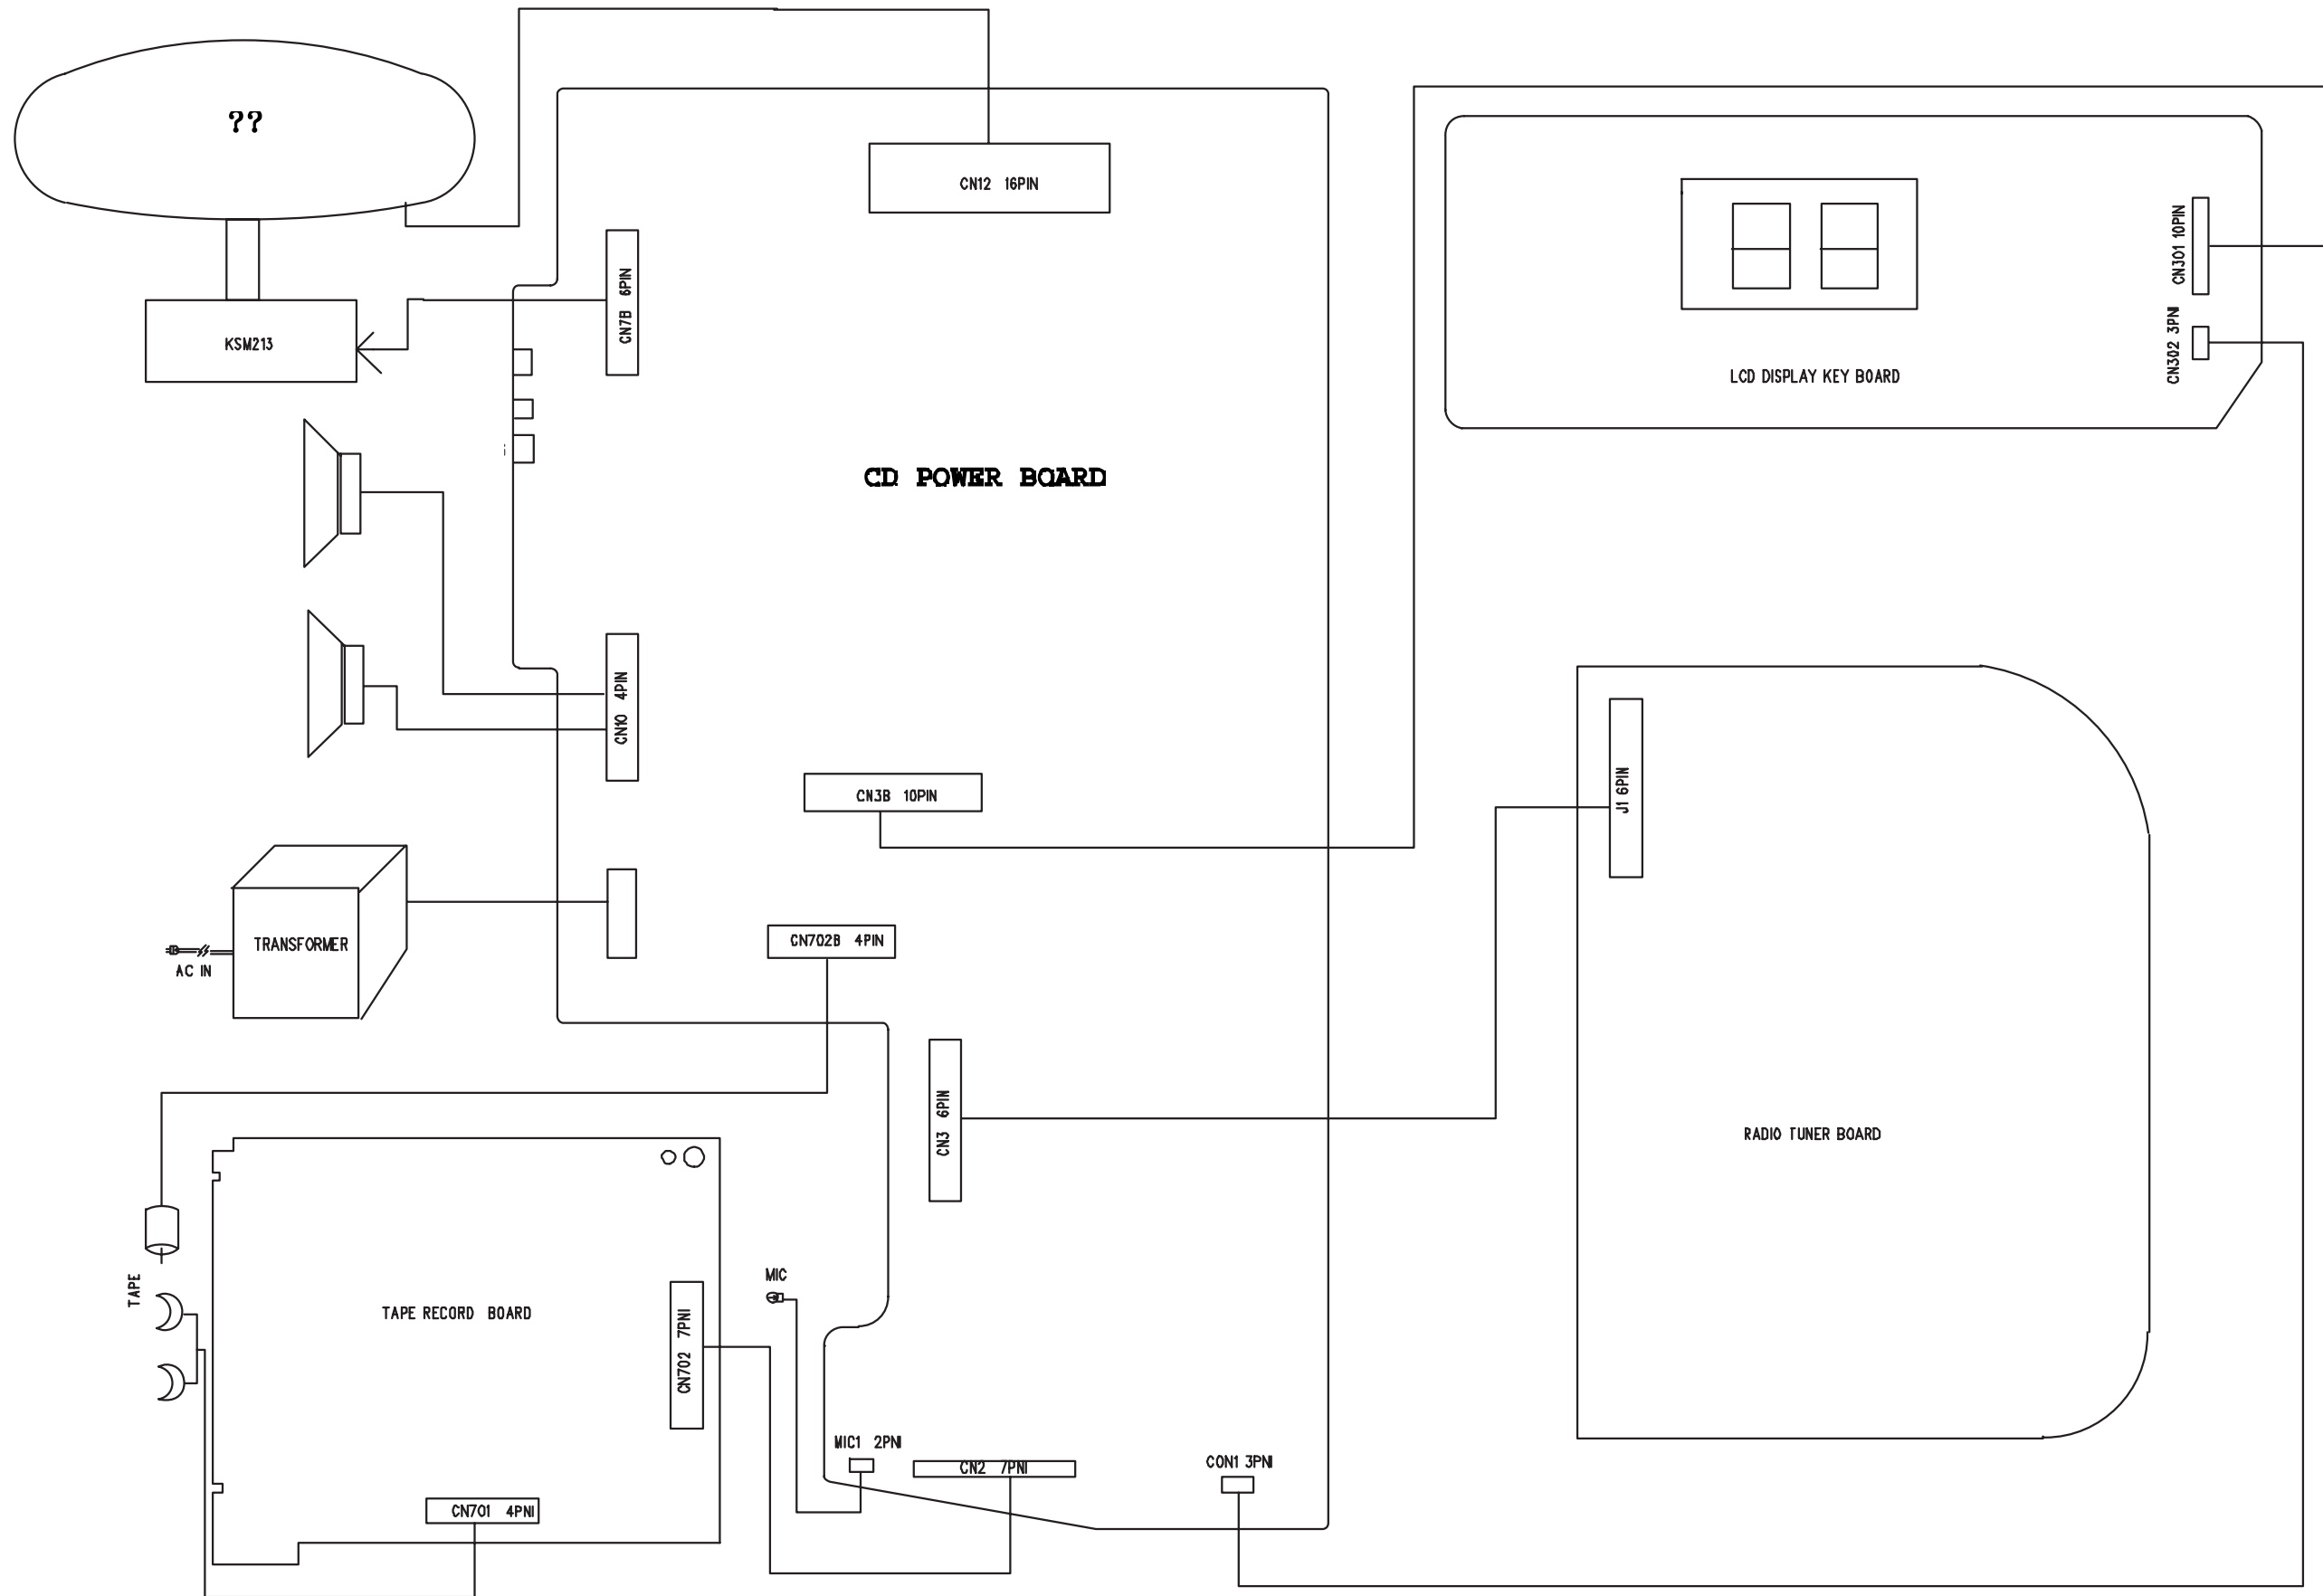 ??
CN12 16PIN
CN7B 6PIN
KSM213
CN301 10PIN
CN302 3PNI
LCD DISPLAY KEY BOARD
CD POWER BOARD
CN10 4PIN
CN3B 10PIN
J1 6PIN
TRANSFORMER
AC IN
CN702B 4PIN
CN3 6PIN
RADIO TUNER BOARD
TAPE
TAPE RECORD BOARD
MIC
CN702 7PNI
MIC1 2PNI
CN2 7PNI
CON1 3PNI
CN701 4PNI